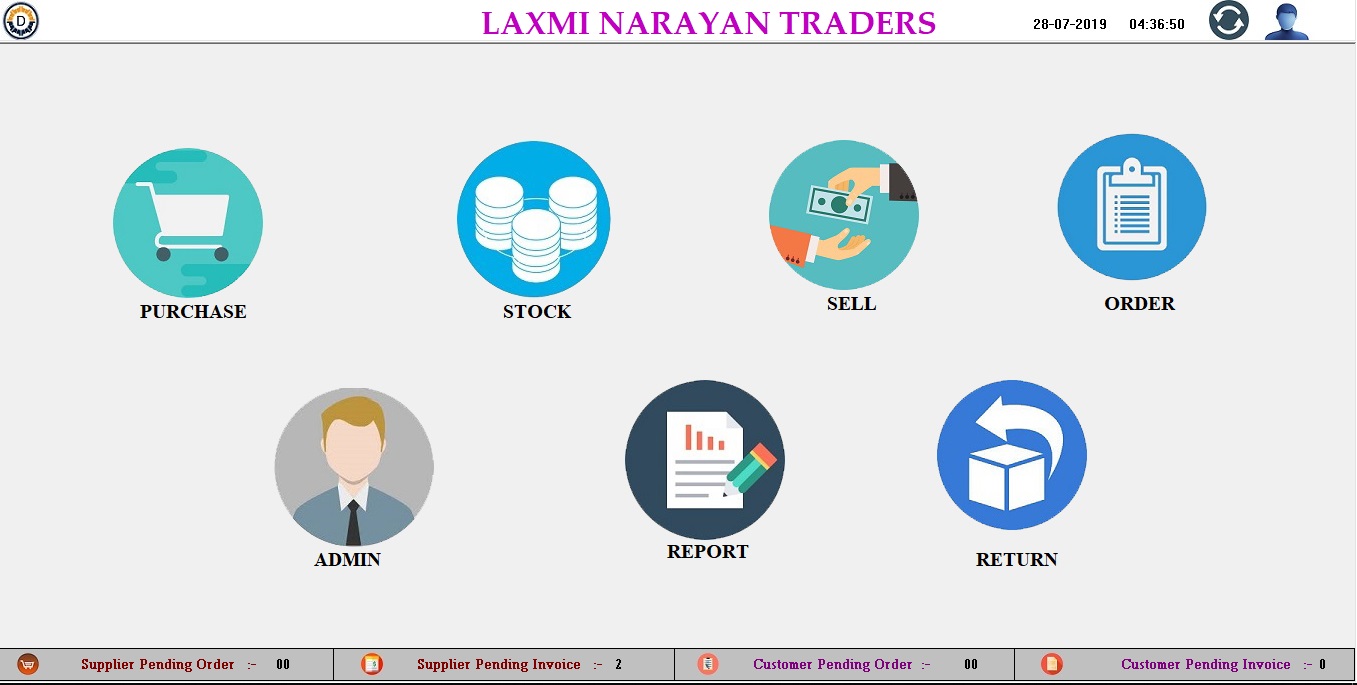 D
LAXMI NARAYAN TRADERS
28-07-2019 04:36:50
PURCHASE
STOCK
SELL
ORDER
ADMIN
REPORT
RETURN
Supplier Pending Order :- 00
Supplier Pending Invoice :- 2
Customer Pending Order :- 00
Customer Pending Invoice :- 0